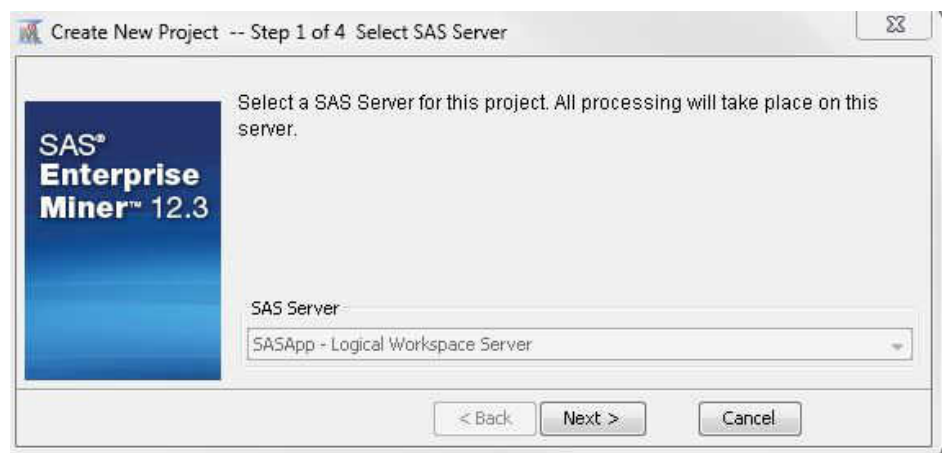 Create New Project -- Step 1 of 4 Select SAS Server
Select a SAS Server for this project. All processing will take place on this
server.
SAS®
Enterprise
Miner™ 12.3
SAS Server
SASApp - Logical Workspace Server
< Back
Next >
Cancel